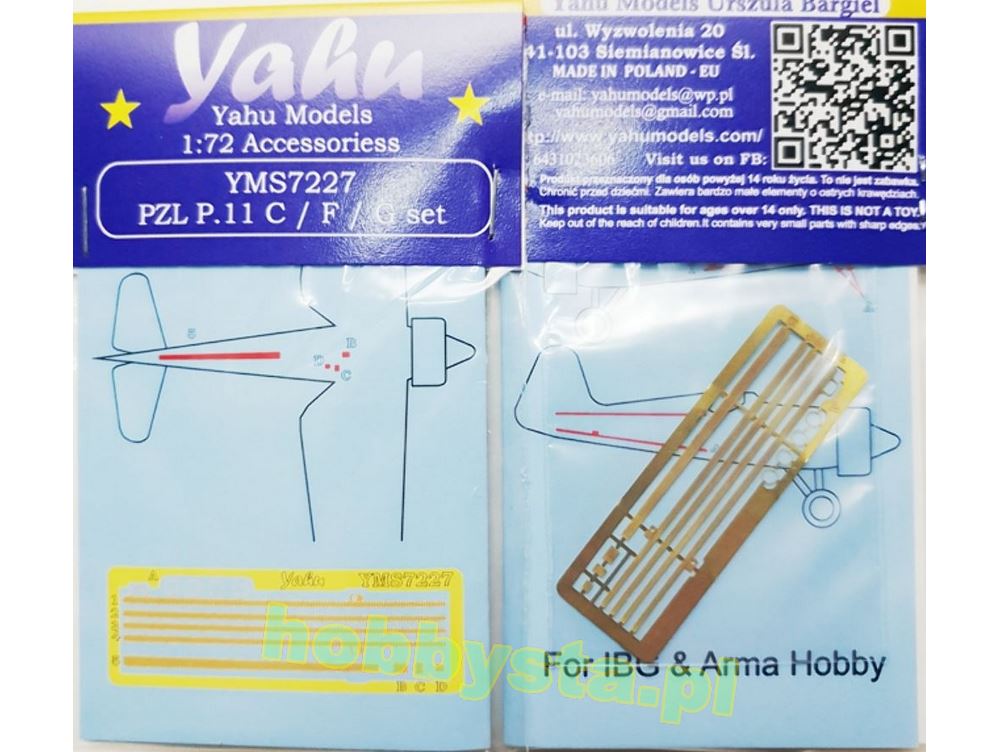 Yahu
Yahu Models
1:72 Accessoriess
YMS7227
PZL P.11 C / F / G set
Yahu Models Urszula Bargiel
ul. Wyzwolenia 20
41-103 Siemianowice Śl.
MADE IN POLAND - EU
e-mail: yahumodels@wp.pl
yahumodels@gmail.com
tp://www.yahumodels.com/
6431023606 Visit us on FB:
Produkt przeznaczony dla osób powyżej 14 roku życia. To nie jest zabawka.
Chronić przed dziećmi. Zawiera bardzo małe elementy o ostrych krawędziach.
This product is suitable for ages over 14 only. THIS IS NOT A TOY.
Keep out of the reach of children.It contains very small parts with sharp edges.
B
D
C
A Yahu YMS7227
B C D
For IBG & Arma Hobby
hobbysta.pl